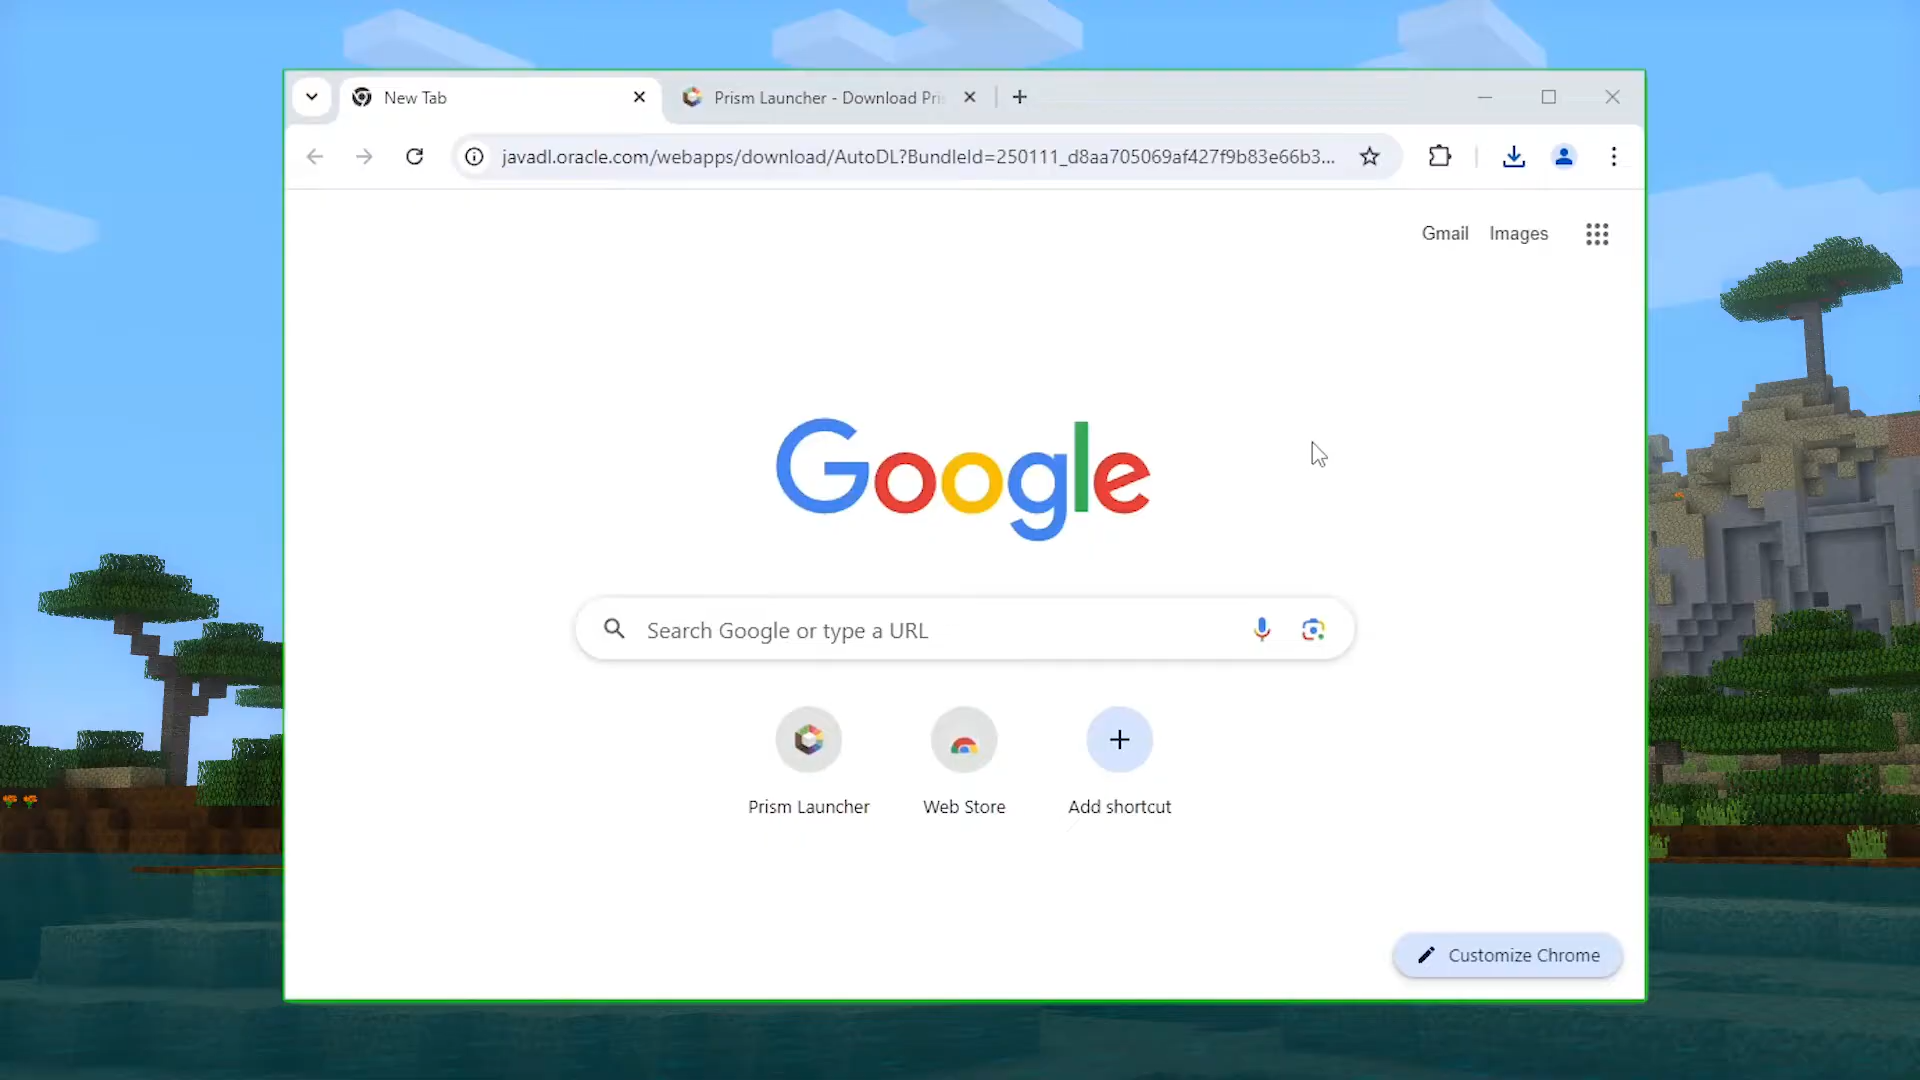 New Tab
Prism Launcher - Download Pri
javadl.oracle.com/webapps/download/AutoDL?BundleId=250111_d8aa705069af427f9b83e66b3...
Gmail Images
Google
Search Google or type a URL
Prism Launcher Web Store Add shortcut
Customize Chrome